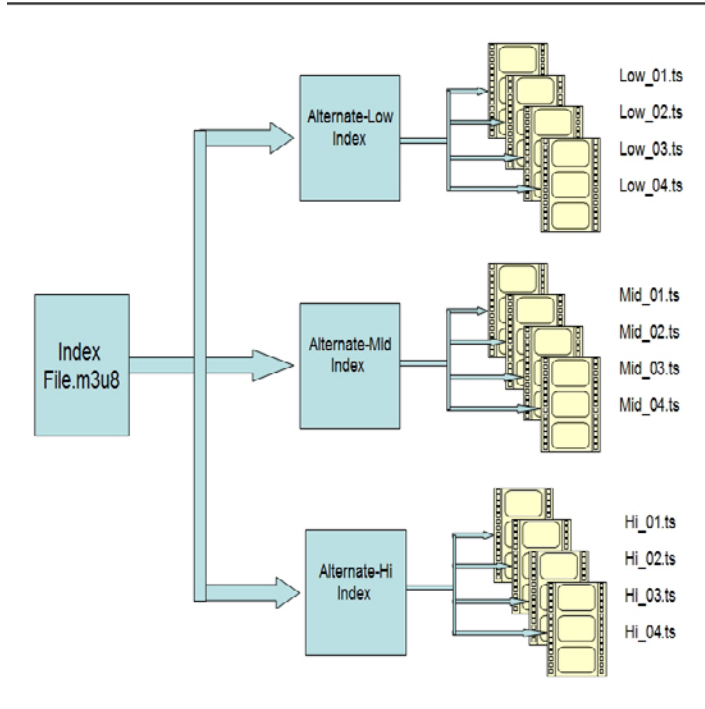 Index
File.m3u8
Alternate-Low
Index
Low_01.ts
Low_02.ts
Low_03.ts
Low_04.ts
Alternate-Mid
Index
Mid_01.ts
Mid_02.ts
Mid_03.ts
Mid_04.ts
Alternate-Hi
Index
Hi_01.ts
Hi_02.ts
Hi_03.ts
Hi_04.ts